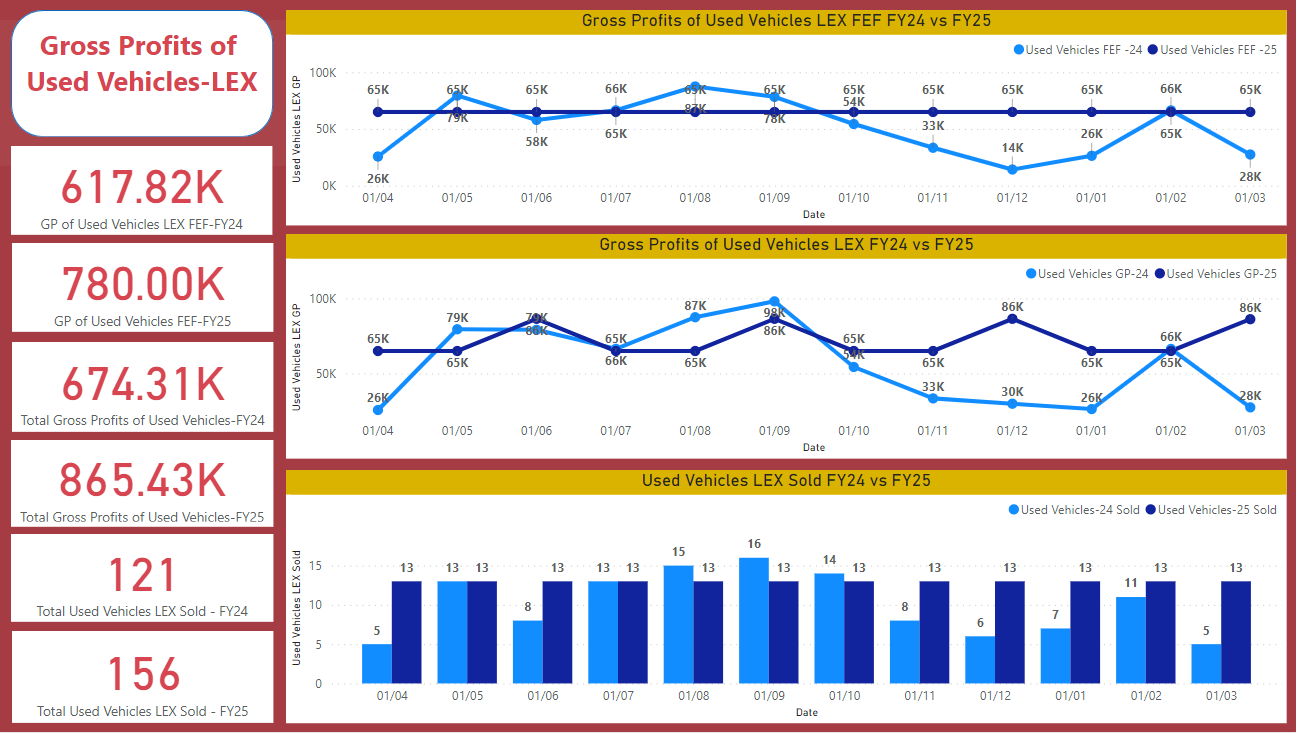 Gross Profits of
Used Vehicles-LEX
617.82K
GP of Used Vehicles LEX FEF-FY24
780.00K
GP of Used Vehicles FEF-FY25
674.31K
Total Gross Profits of Used Vehicles-FY24
865.43K
Total Gross Profits of Used Vehicles-FY25
121
Total Used Vehicles LEX Sold - FY24
156
Total Used Vehicles LEX Sold - FY25
Gross Profits of Used Vehicles LEX FEF FY24 vs FY25
Used Vehicles FEF -24 Used Vehicles FEF -25
Used Vehicles LEX GP
100K
50K
0K
65K 65K 65K 66K 65K 65K 54K 65K 65K 65K 65K 66K 65K
26K 79K 58K 65K 87K 78K 33K 14K 26K 65K 28K
01/04 01/05 01/06 01/07 01/08 01/09 01/10 01/11 01/12 01/01 01/02 01/03
Date
Gross Profits of Used Vehicles LEX FY24 vs FY25
Used Vehicles GP-24 Used Vehicles GP-25
Used Vehicles LEX GP
100K
50K
65K 79K 79K 65K 87K 98K 65K 33K 86K 26K 66K 86K
26K 65K 86K 66K 65K 86K 54K 65K 30K 65K 65K 28K
01/04 01/05 01/06 01/07 01/08 01/09 01/10 01/11 01/12 01/01 01/02 01/03
Date
Used Vehicles LEX Sold FY24 vs FY25
Used Vehicles-24 Sold Used Vehicles-25 Sold
Used Vehicles LEX Sold
15
10
5
0
5 13 13 13 8 13 13 13 15 13 16 13 14 13 8 13 6 13 7 13 11 13 5 13
01/04 01/05 01/06 01/07 01/08 01/09 01/10 01/11 01/12 01/01 01/02 01/03
Date